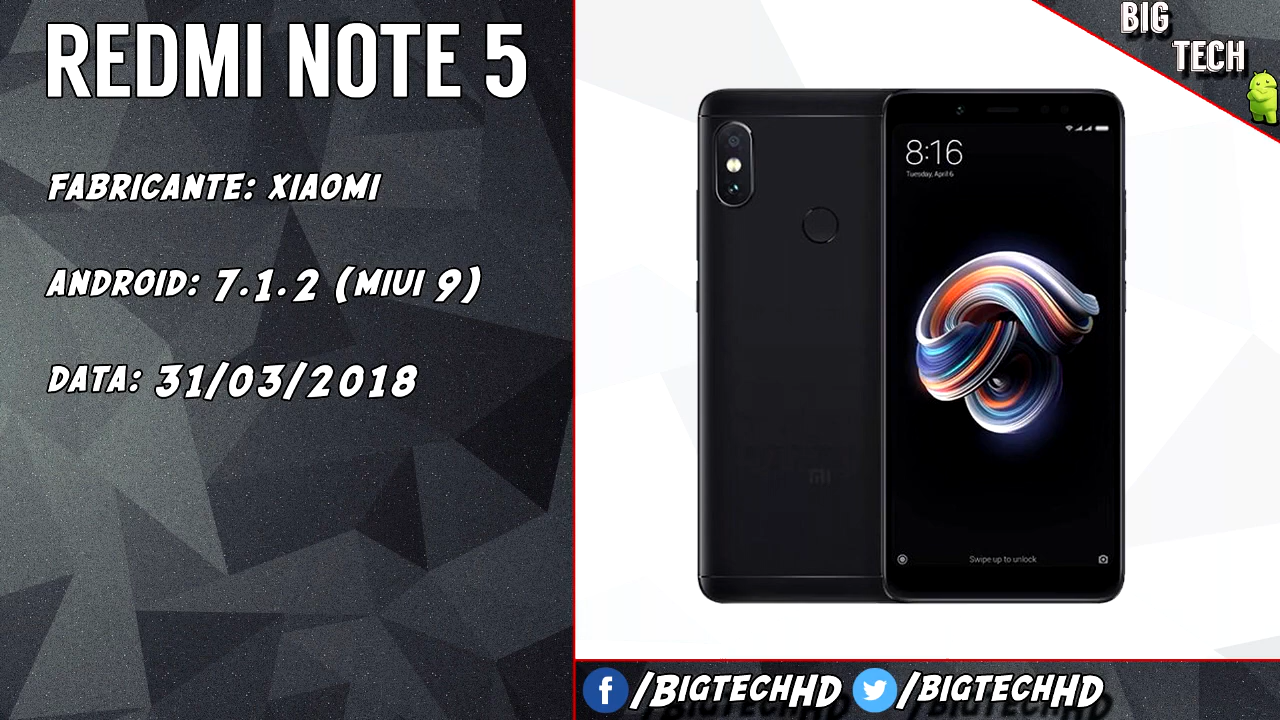 REDMI NOTE 5
FABRICANTE: XIAOMI
ANDROID: 7.1.2 (MIUI 9)
DATA: 31/03/2018
BIG
TECH
8:16
Tuesday, April 6
MI
Swipe up to unlock
f /BIGTECHHD /BIGTECHHD